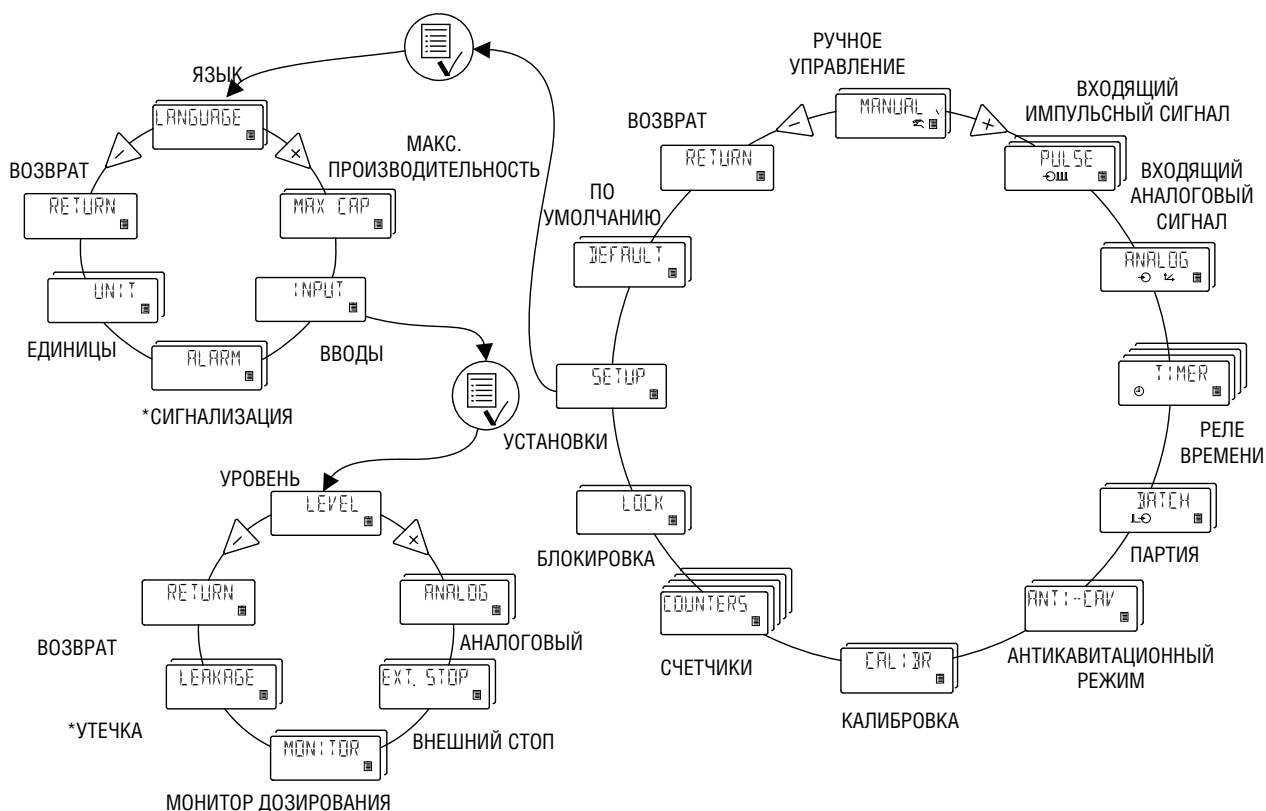 ЯЗЫК
LANGUAGE
МАКС.
ПРОИЗВОДИТЕЛЬНОСТЬ
MAX CAP
ВОЗВРАТ
RETURN
UNIT
ЕДИНИЦЫ
INPUT
ВВОДЫ
ALARM
*СИГНАЛИЗАЦИЯ
РУЧНОЕ
УПРАВЛЕНИЕ
MANUAL
ВХОДЯЩИЙ
ИМПУЛЬСНЫЙ СИГНАЛ
PULSE
ВХОДЯЩИЙ
АНАЛОГОВЫЙ
СИГНАЛ
ANALOG
TIMER
РЕЛЕ
ВРЕМЕНИ
BATCH
ПАРТИЯ
ANTI-CAV
АНТИКАВИТАЦИОННЫЙ
РЕЖИМ
CALIBR
КАЛИБРОВКА
COUNTERS
СЧЕТЧИКИ
LOCK
БЛОКИРОВКА
SETUP
УСТАНОВКИ
ПО
УМОЛЧАНИЮ
DEFAULT
ВОЗВРАТ
RETURN
УРОВЕНЬ
LEVEL
ANALOG
АНАЛОГОВЫЙ
EXT. STOP
ВНЕШНИЙ СТОП
MONITOR
МОНИТОР ДОЗИРОВАНИЯ
LEAKAGE
*УТЕЧКА
RETURN
ВОЗВРАТ